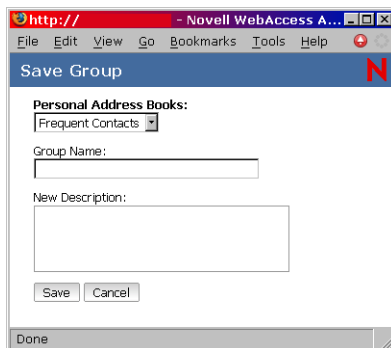 http:// - Novell WebAccess A...
File Edit View Go Bookmarks Tools Help
Save Group N
Personal Address Books:
Frequent Contacts
Group Name:
New Description:
Save Cancel
Done